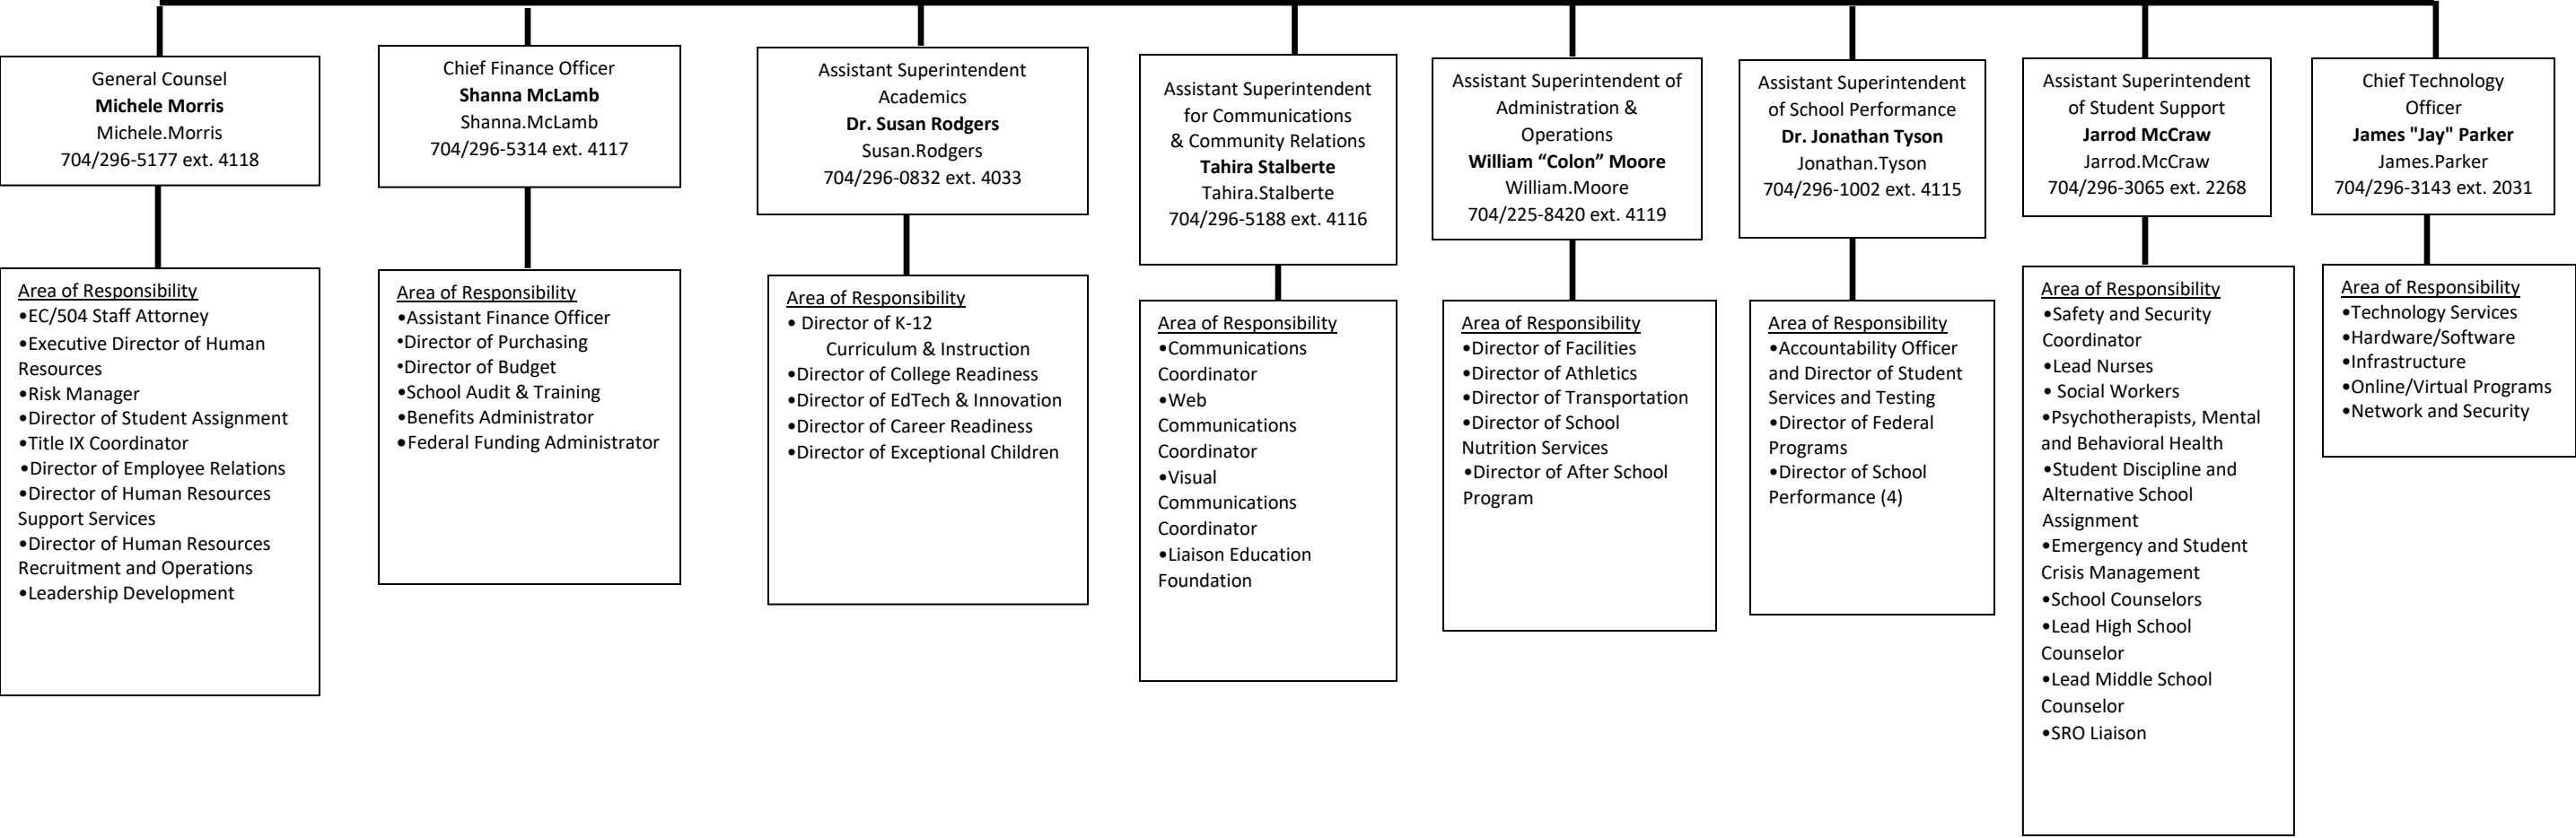 General Counsel
Michele Morris
Michele.Morris
704/296-5177 ext. 4118
Chief Finance Officer
Shanna McLamb
Shanna.McLamb
704/296-5314 ext. 4117
Assistant Superintendent
Academics
Dr. Susan Rodgers
Susan.Rodgers
704/296-0832 ext. 4033
Assistant Superintendent
for Communications
& Community Relations
Tahira Stalberte
Tahira.Stalberte
704/296-5188 ext. 4116
Assistant Superintendent of
Administration &
Operations
William “Colon” Moore
William.Moore
704/225-8420 ext. 4119
Assistant Superintendent
of School Performance
Dr. Jonathan Tyson
Jonathan.Tyson
704/296-1002 ext. 4115
Assistant Superintendent
of Student Support
Jarrod McCraw
Jarrod.McCraw
704/296-3065 ext. 2268
Chief Technology
Officer
James "Jay" Parker
James.Parker
704/296-3143 ext. 2031
Area of Responsibility
•EC/504 Staff Attorney
•Executive Director of Human
Resources
•Risk Manager
•Director of Student Assignment
•Title IX Coordinator
•Director of Employee Relations
•Director of Human Resources
Support Services
•Director of Human Resources
Recruitment and Operations
•Leadership Development
Area of Responsibility
•Assistant Finance Officer
•Director of Purchasing
•Director of Budget
•School Audit & Training
•Benefits Administrator
•Federal Funding Administrator
Area of Responsibility
• Director of K-12
Curriculum & Instruction
•Director of College Readiness
•Director of EdTech & Innovation
•Director of Career Readiness
•Director of Exceptional Children
Area of Responsibility
•Communications
Coordinator
•Web
Communications
Coordinator
•Visual
Communications
Coordinator
•Liaison Education
Foundation
Area of Responsibility
•Director of Facilities
•Director of Athletics
•Director of Transportation
•Director of School
Nutrition Services
•Director of After School
Program
Area of Responsibility
•Accountability Officer
and Director of Student
Services and Testing
•Director of Federal
Programs
•Director of School
Performance (4)
Area of Responsibility
•Safety and Security
Coordinator
•Lead Nurses
• Social Workers
•Psychotherapists, Mental
and Behavioral Health
•Student Discipline and
Alternative School
Assignment
•Emergency and Student
Crisis Management
•School Counselors
•Lead High School
Counselor
•Lead Middle School
Counselor
•SRO Liaison
Area of Responsibility
•Technology Services
•Hardware/Software
•Infrastructure
•Online/Virtual Programs
•Network and Security